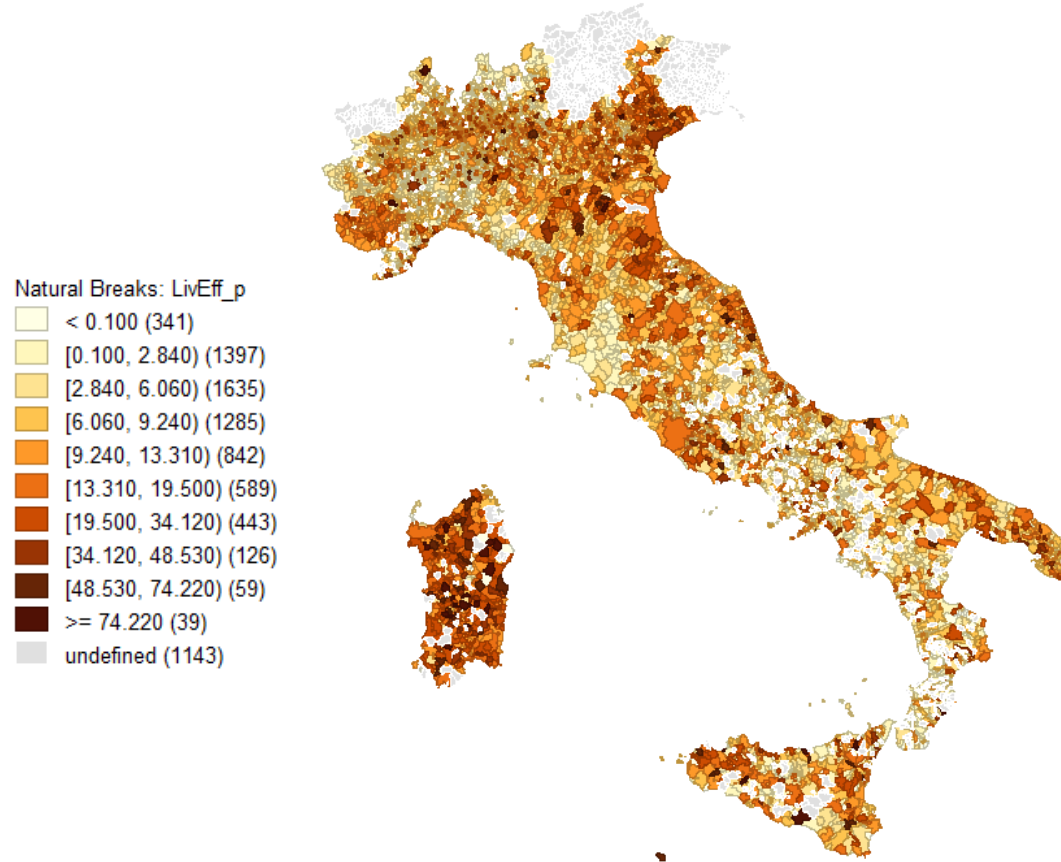 Natural Breaks: LivEff_p
< 0.100 (341)
[0.100, 2.840) (1397)
[2.840, 6.060) (1635)
[6.060, 9.240) (1285)
[9.240, 13.310) (842)
[13.310, 19.500) (589)
[19.500, 34.120) (443)
[34.120, 48.530) (126)
[48.530, 74.220) (59)
>= 74.220 (39)
undefined (1143)